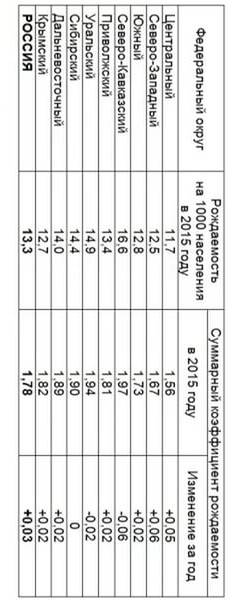 Федеральный округ Рождаемость на 1000 населения в 2015 году Суммарный коэффициент рождаемости
в 2015 году Изменение за год
Центральный 11,7 1,56 +0,05
Северо-Западный 12,5 1,67 +0,06
Южный 12,8 1,73 +0,02
Северо-Кавказский 16,6 1,97 -0,06
Приволжский 13,4 1,81 +0,02
Уральский 14,9 1,94 -0,02
Сибирский 14,4 1,90 0
Дальневосточный 14,0 1,89 +0,02
Крымский 12,7 1,82 +0,02
РОССИЯ 13,3 1,78 +0,03